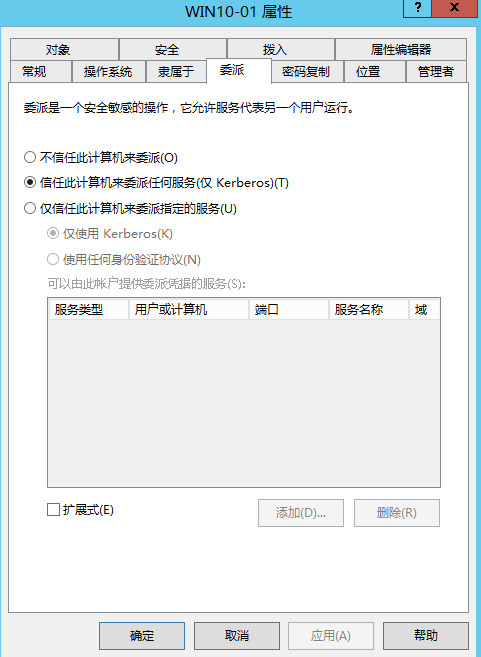 WIN10-01 属性
?
x
对象 安全 拨入 属性编辑器
常规 操作系统 隶属于 委派 密码复制 位置 管理者
委派是一个安全敏感的操作，它允许服务代表另一个用户运行。
不信任此计算机来委派(O)
信任此计算机来委派任何服务(仅 Kerberos)(T)
仅信任此计算机来委派指定的服务(U)
仅使用 Kerberos(K)
使用任何身份验证协议(N)
可以由此帐户提供委派凭据的服务(S):
服务类型 用户或计算机 端口 服务名称 域
扩展式(E) 添加(D)... 删除(R)
确定 取消 应用(A) 帮助